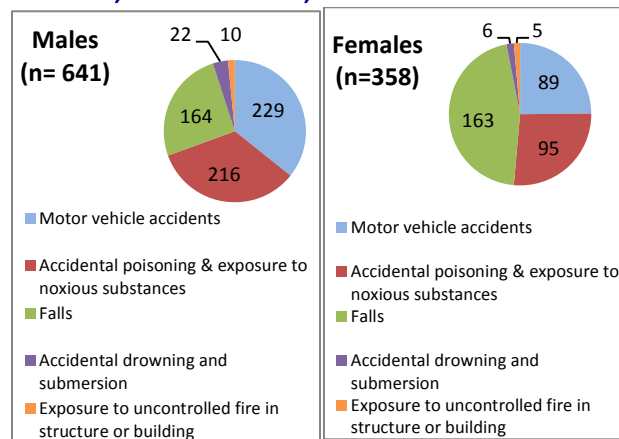 Males
(n= 641)
22
10
229
216
164
Motor vehicle accidents
Accidental poisoning & exposure to
noxious substances
Falls
Accidental drowning and
submersion
Exposure to uncontrolled fire in
structure or building
Females
(n=358)
6
5
89
95
163
Motor vehicle accidents
Accidental poisoning & exposure to
noxious substances
Falls
Accidental drowning and
submersion
Exposure to uncontrolled fire in
structure or building